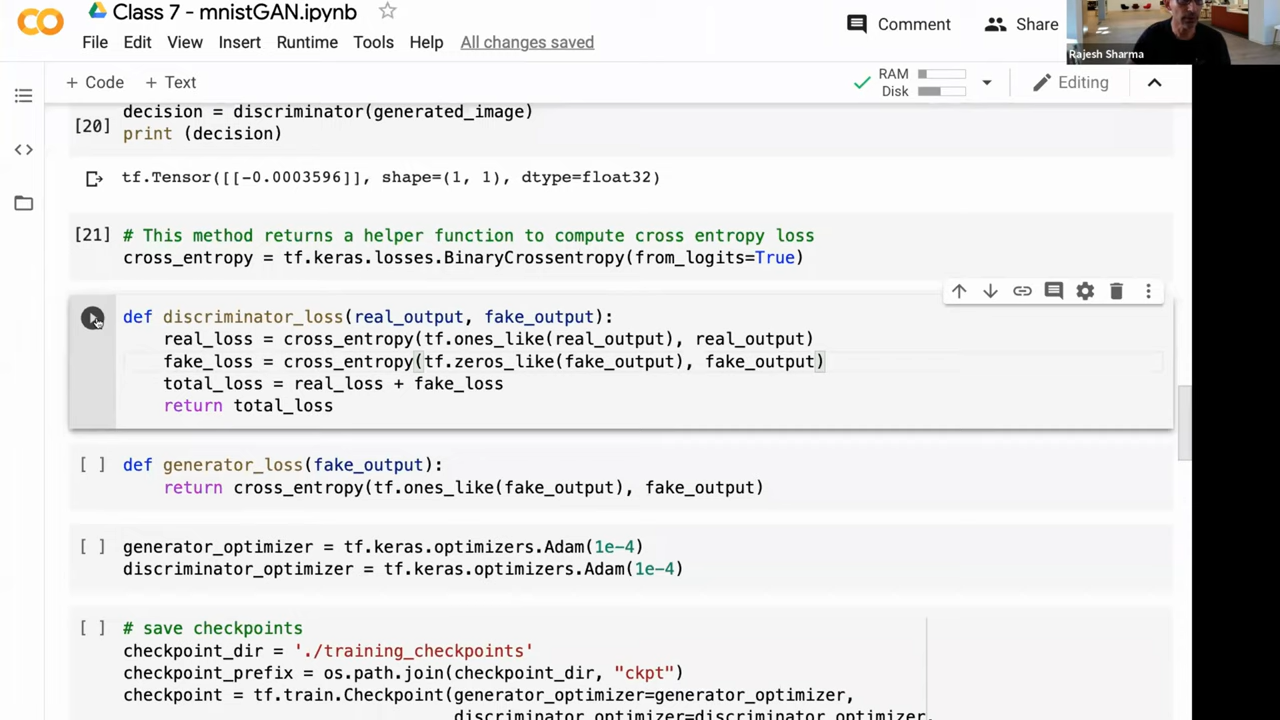 Class 7 - mnistGAN.ipynb
Comment
Share
Rajesh Sharma
File Edit View Insert Runtime Tools Help All changes saved
+ Code + Text
RAM
Disk
Editing
decision = discriminator(generated_image)
[20]
print (decision)
tf.Tensor([[-0.0003596]], shape=(1, 1), dtype=float32)
[21] # This method returns a helper function to compute cross entropy loss
cross_entropy = tf.keras.losses.BinaryCrossentropy(from_logits=True)
def discriminator_loss(real_output, fake_output):
real_loss = cross_entropy(tf.ones_like(real_output), real_output)
fake_loss = cross_entropy(tf.zeros_like(fake_output), fake_output)
total_loss = real_loss + fake_loss
return total_loss
[ ] def generator_loss(fake_output):
return cross_entropy(tf.ones_like(fake_output), fake_output)
[ ] generator_optimizer = tf.keras.optimizers.Adam(1e-4)
discriminator_optimizer = tf.keras.optimizers.Adam(1e-4)
[ ] # save checkpoints
checkpoint_dir = './training_checkpoints'
checkpoint_prefix = os.path.join(checkpoint_dir, "ckpt")
checkpoint = tf.train.Checkpoint(generator_optimizer=generator_optimizer,
discriminator_optimizer=discriminator_optimizer,